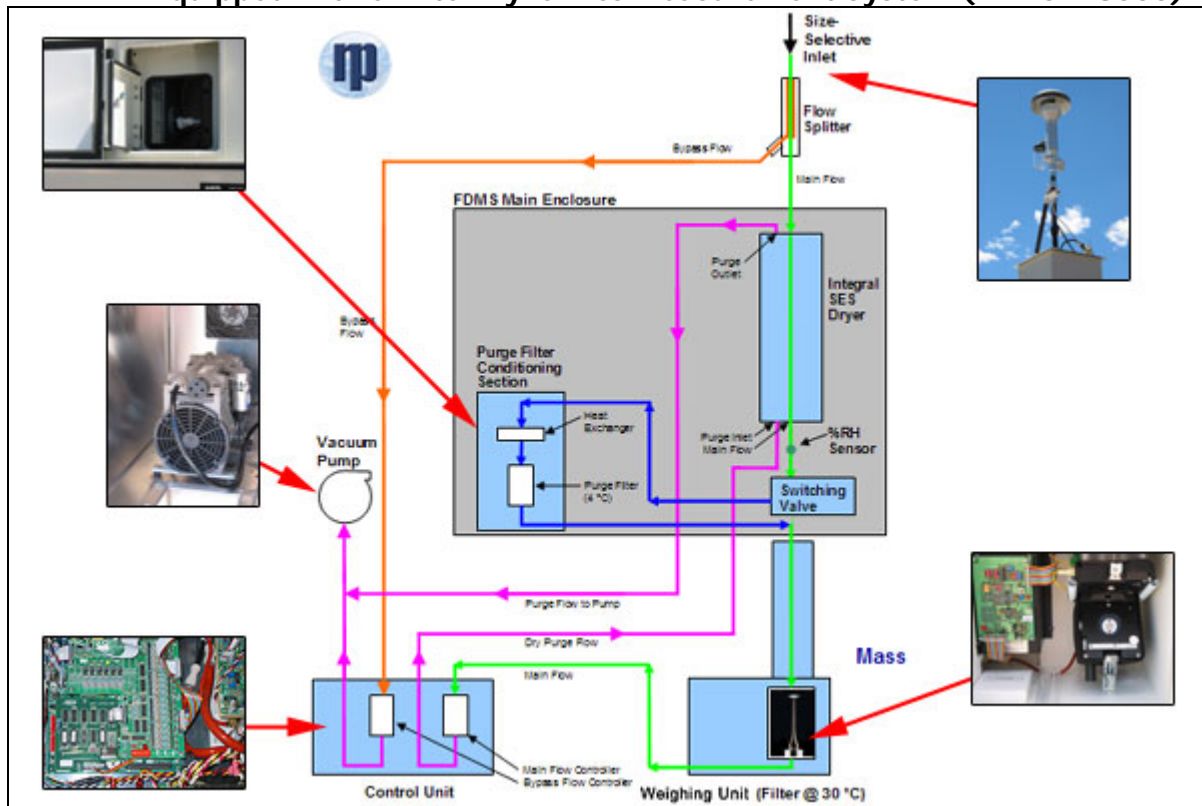 Size-
Selective
Inlet
rp
Flow
Splitter
Bypass Flow
Main Flow
FDMS Main Enclosure
Purge
Outlet
Integral
SES
Dryer
Bypass
Flow
Purge Filter
Conditioning
Section
Heat
Exchanger
Purge Inlet
Main Flow
%RH
Sensor
Vacuum
Pump
Purge Filter
(4 °C)
Switching
Valve
Purge Flow to Pump
Dry Purge Flow
Main Flow
Mass
Main Flow Controller
Bypass Flow Controller
Control Unit
Weighing Unit (Filter @ 30 °C)